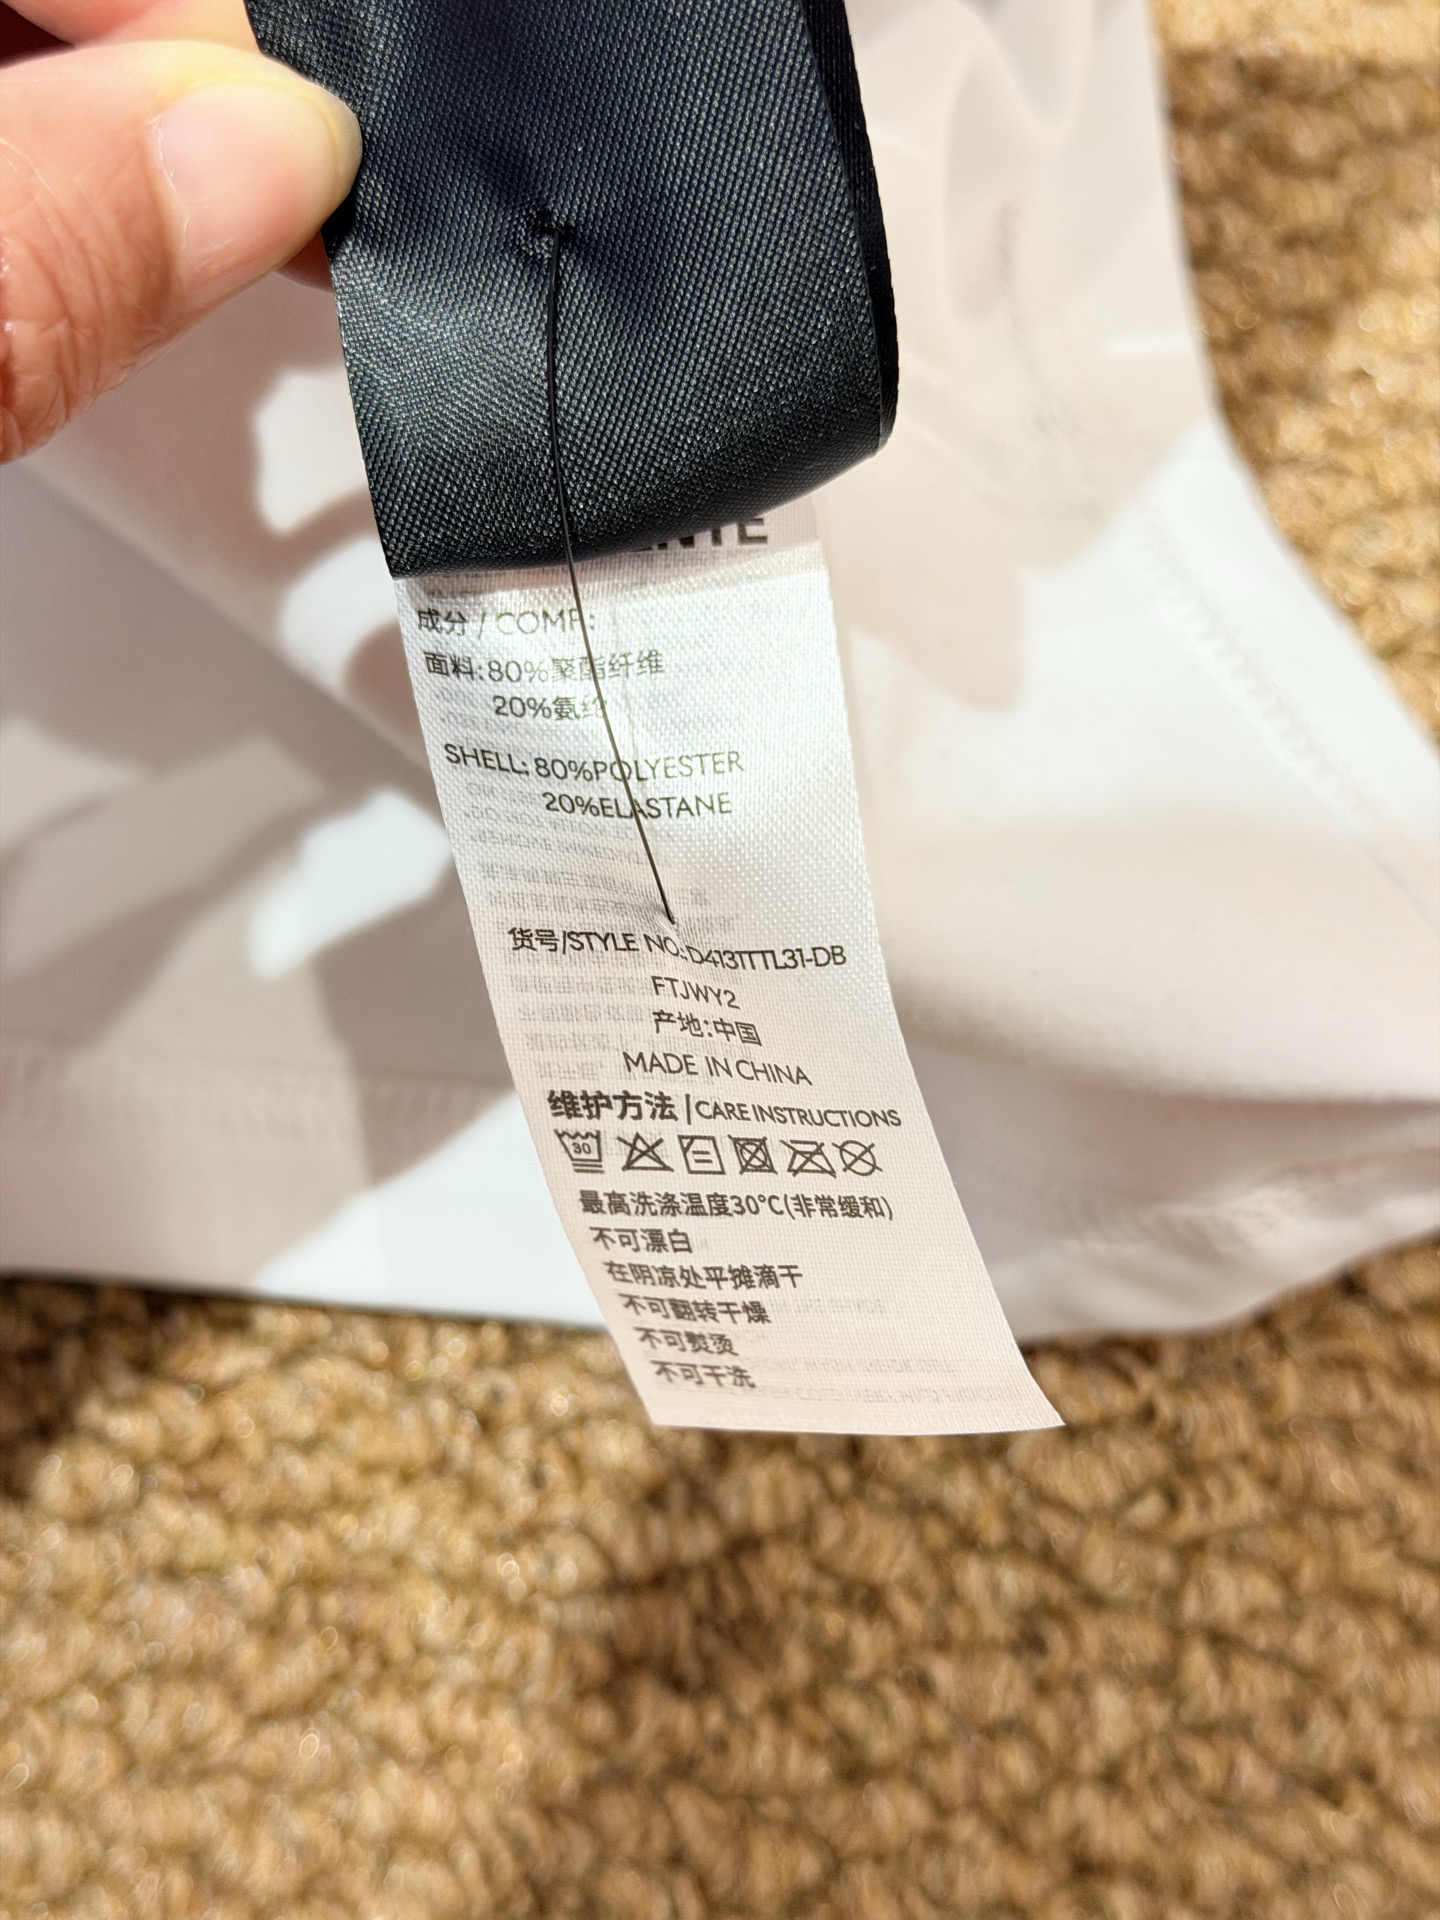 成分 / COMP:
面料:80%聚酯纤维
20%氨纶
SHELL: 80%POLYESTER
20%ELASTANE
货号/STYLE NO.:D413TTTL31-DB
FTJWY2
产地:中国
MADE IN CHINA
维护方法 / CARE INSTRUCTIONS
30
最高洗涤温度30°C(非常缓和)
不可漂白
在阴凉处平摊滴干
不可翻转干燥
不可熨烫
不可干洗